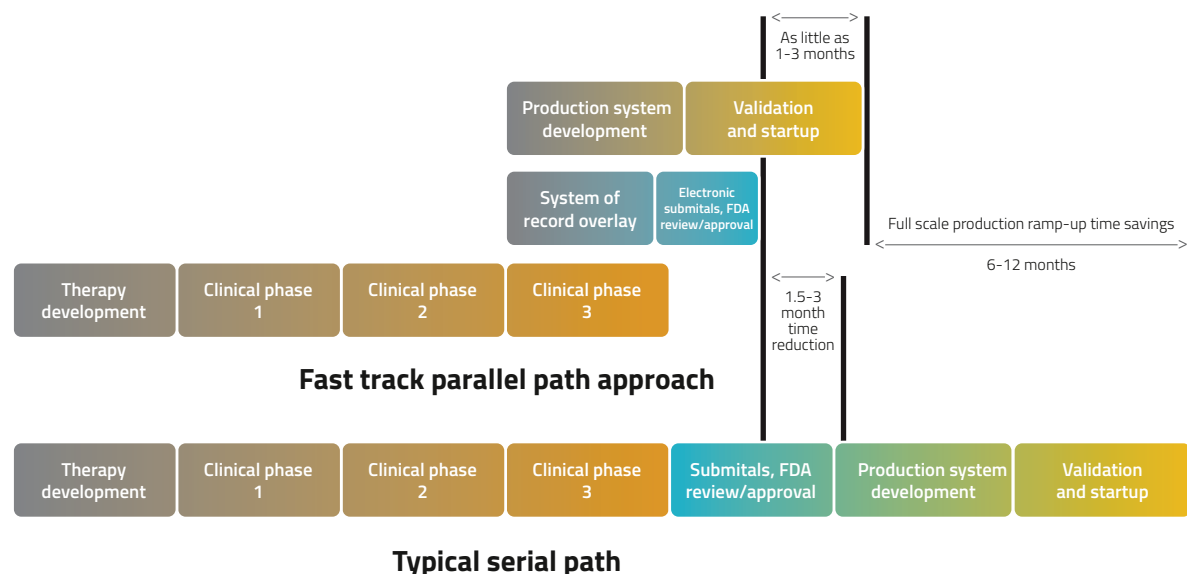 As little as
1-3 months
Production system
development
Validation
and startup
System of
record overlay
Electronic
submitals, FDA
review/approval
Full scale production ramp-up time savings
6-12 months
Therapy
development
Clinical phase
1
Clinical phase
2
Clinical phase
3
1.5-3
month
time
reduction
Fast track parallel path approach
Therapy
development
Clinical phase
1
Clinical phase
2
Clinical phase
3
Submitals, FDA
review/approval
Production system
development
Validation
and startup
Typical serial path